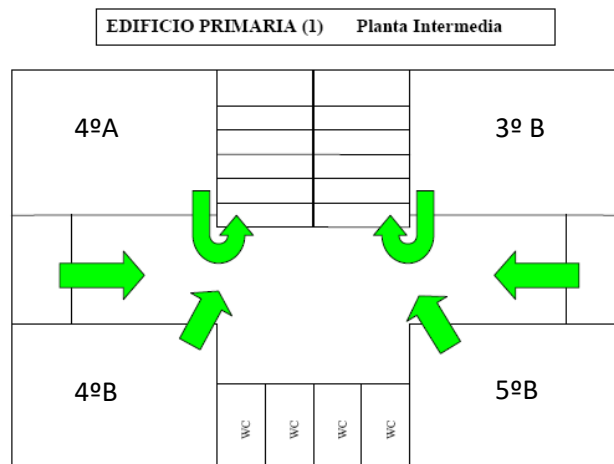 EDIFICIO PRIMARIA (1) Planta Intermedia
4ºA
3º B
4ºB
5ºB
WC
WC
WC
WC